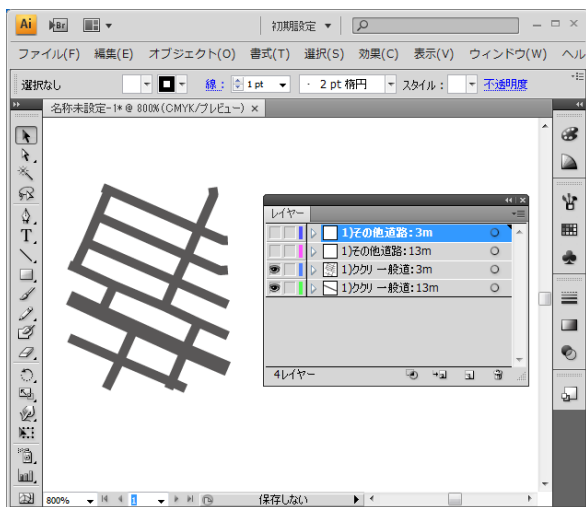 Ai Br 初期設定
ファイル(F) 編集(E) オブジェクト(O) 書式(T) 選択(S) 効果(C) 表示(V) ウィンドウ(W) ヘル
選択なし 線: 1 pt 2 pt 楕円 スタイル: 不透明度
名称未設定-1* @ 800% (CMYK/プレビュー) ×
レイヤー
1)その他道路:3m
1)その他道路:13m
1)ククリ 一般道:3m
1)ククリ 一般道:13m
4レイヤー
800% 1 保存しない